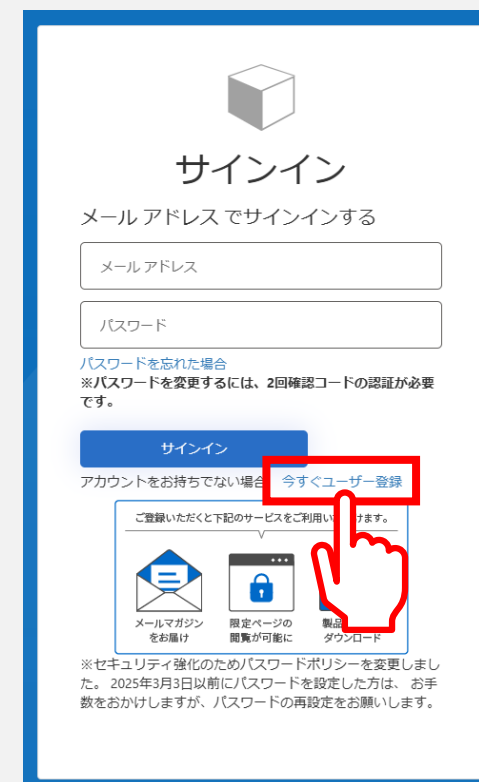 サインイン
メール アドレス でサインインする
メール アドレス
パスワード
パスワードを忘れた場合
※パスワードを変更するには、2回確認コードの認証が必要
です。
サインイン
アカウントをお持ちでない場合 今すぐユーザー登録
ご登録いただくと下記のサービスをご利用い けます。
メールマガジン
をお届け
限定ページの
閲覧が可能に
製品
ダウンロード
※セキュリティ強化のためパスワードポリシーを変更しまし
た。 2025年3月3日以前にパスワードを設定した方は、 お手
数をおかけしますが、パスワードの再設定をお願いします。